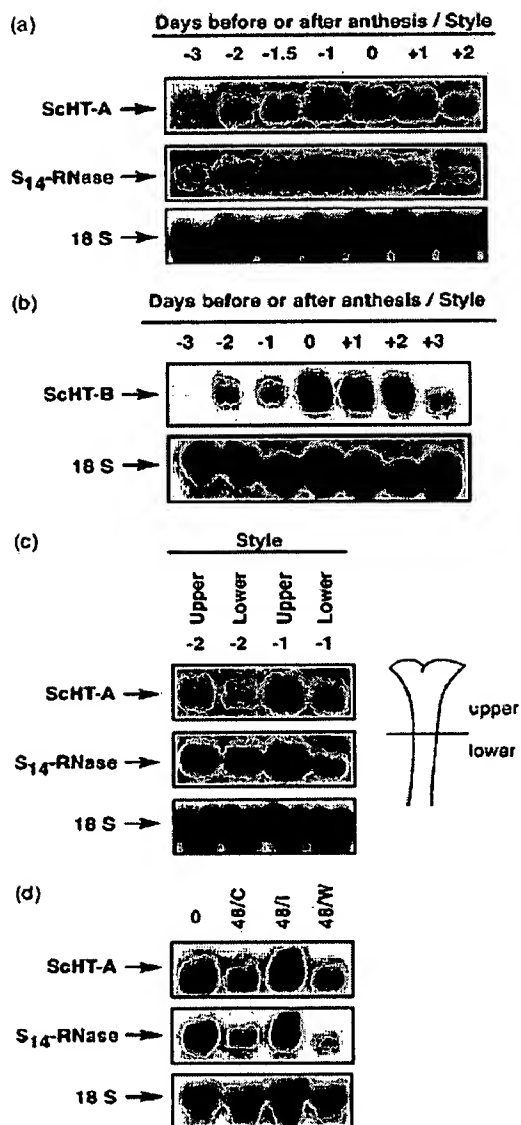 (a)
Days before or after anthesis / Style
-3 -2 -1.5 -1 0 +1 +2
ScHT-A
S14-RNase
18 S
(b)
Days before or after anthesis / Style
-3 -2 -1 0 +1 +2 +3
ScHT-B
18 S
(c)
Style
Upper Lower Upper Lower
-2 -2 -1 -1
ScHT-A
S14-RNase
18 S
upper
lower
(d)
0 48/C 48/I 48/W
ScHT-A
S14-RNase
18 S